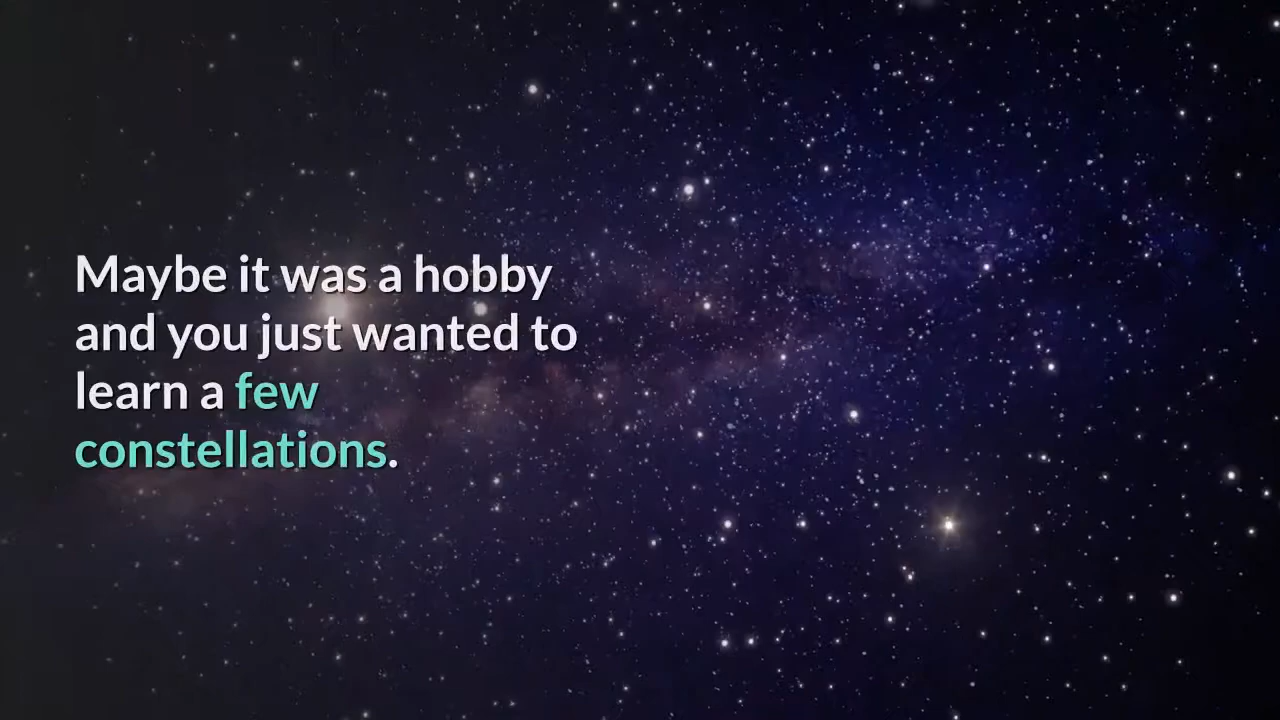 Maybe it was a hobby
and you just wanted to
learn a few
constellations.